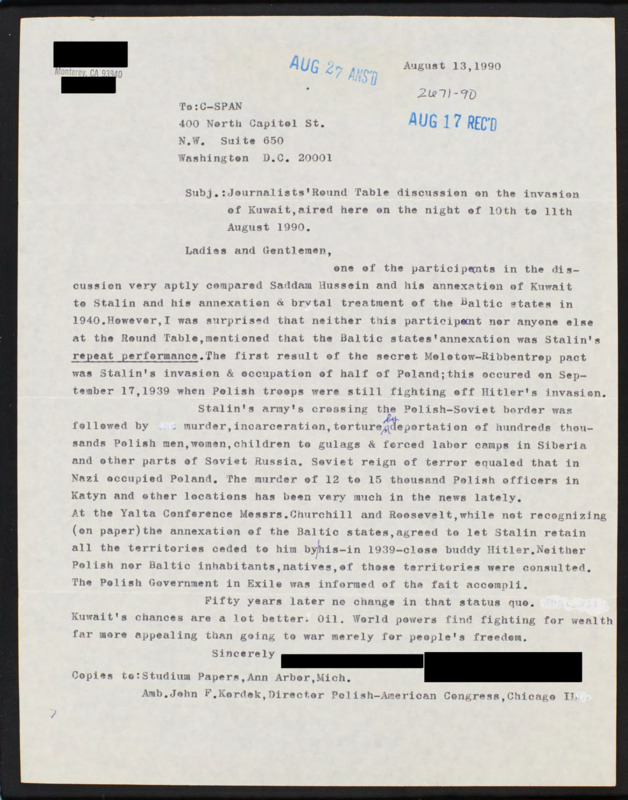 Monterey, CA 93940
AUG 27 ANS'D
August 13,1990
2671-90
AUG 17 REC'D
To:C-SPAN
400 North Capitol St.
N.W. Suite 650
Washington D.C. 20001
Subj.:Journalists'Round Table discussion on the invasion
of Kuwait,aired here on the night of 10th to 11th
August 1990.
Ladies and Gentlemen,
one of the participants in the dis-
cussion very aptly compared Saddam Hussein and his annexation of Kuwait
to Stalin and his annexation & brvtal treatment of the Baltic states in
1940.However,I was surprised that neither this participant nor anyone else
at the Round Table,mentioned that the Baltic states'annexation was Stalin's
repeat performance.The first result of the secret Molotow-Ribbentrop pact
was Stalin's invasion & occupation of half of Poland;this occured on Sep-
tember 17,1939 when Polish troops were still fighting off Hitler's invasion.
Stalin's army's crossing the Polish-Soviet border was
followed by murder,incarceration,torture, by deportation of hundreds thou-
sands Polish men,women,children to gulags & forced labor camps in Siberia
and other parts of Soviet Russia. Soviet reign of terror equaled that in
Nazi occupied Poland. The murder of 12 to 15 thousand Polish officers in
Katyn and other locations has been very much in the news lately.
At the Yalta Conference Messrs.Churchill and Roosevelt,while not recognizing
(on paper)the annexation of the Baltic states,agreed to let Stalin retain
all the territories ceded to him by/his-in 1939-close buddy Hitler.Neither
Polish nor Baltic inhabitants,natives,of those territories were consulted.
The Polish Government in Exile was informed of the fait accompli.
Fifty years later no change in that status quo.
Kuwait's chances are a lot better. Oil. World powers find fighting for wealth
far more appealing than going to war merely for people's freedom.
Sincerely
Copies to:Studium Papers,Ann Arbor,Mich.
Amb.John F.Kordek,Director Polish-American Congress,Chicago IL